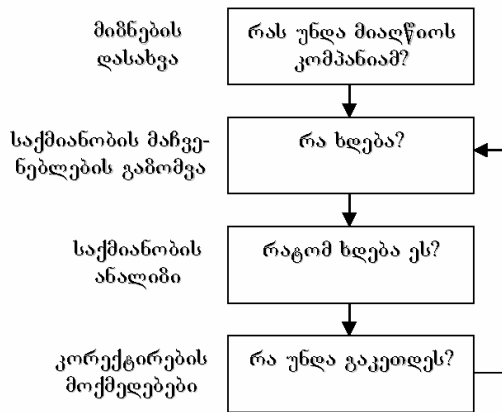 მიზნების
დასახვა
რას უნდა მიაღწიოს
კომპანიამ?
საქმიანობის მაჩვე-
ნებლების გაზომვა
რა ხდება?
საქმიანობის
ანალიზი
რატომ ხდება ეს?
კორექტირების
მოქმედებები
რა უნდა გაკეთდეს?